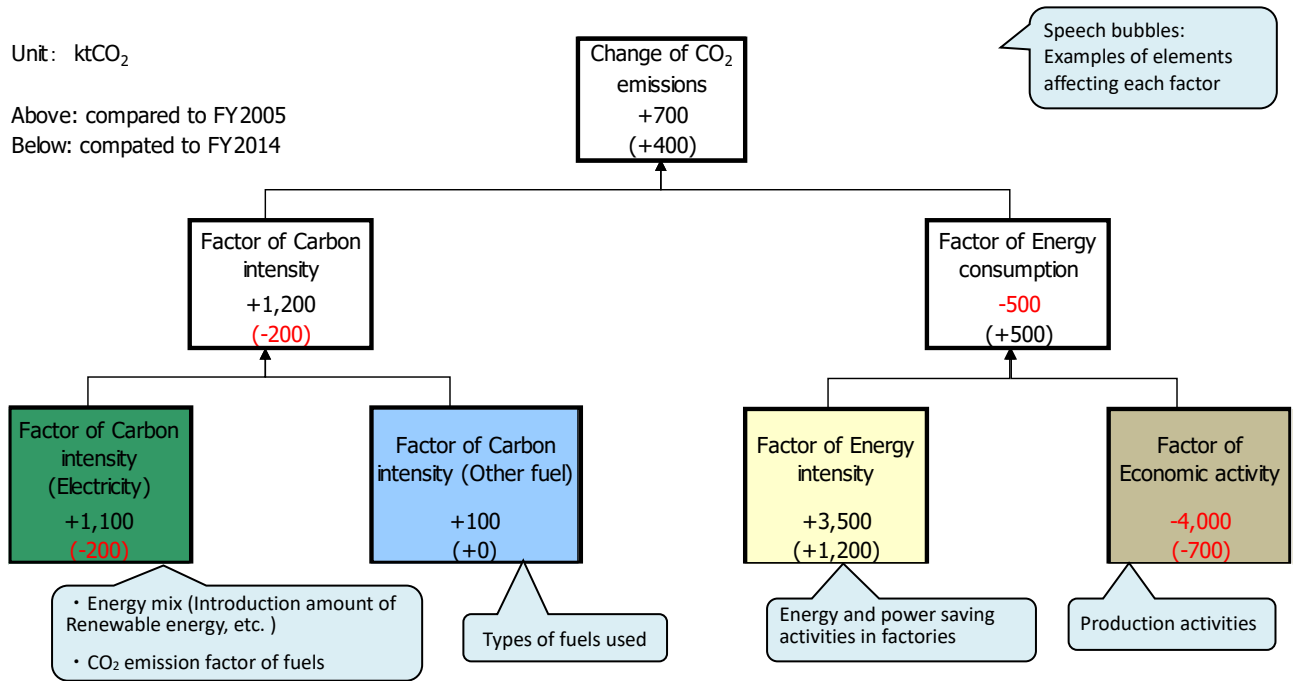 Unit: ktCO₂
Above: compared to FY2005
Below: compated to FY2014
Change of CO₂
emissions
+700
(+400)
Speech bubbles:
Examples of elements
affecting each factor
Factor of Carbon
intensity
+1,200
(-200)
Factor of Energy
consumption
-500
(+500)
Factor of Carbon
intensity
(Electricity)
+1,100
(-200)
Factor of Carbon
intensity (Other fuel)
+100
(+0)
Factor of Energy
intensity
+3,500
(+1,200)
Factor of
Economic activity
-4,000
(-700)
・Energy mix (Introduction amount of
Renewable energy, etc. )
・CO₂ emission factor of fuels
Types of fuels used
Energy and power saving
activities in factories
Production activities